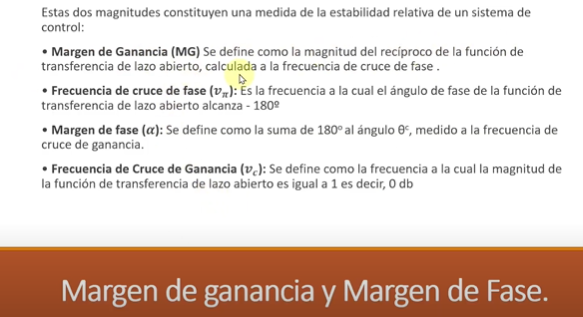 Estas dos magnitudes constituyen una medida de la estabilidad relativa de un sistema de
control:
• Margen de Ganancia (MG) Se define como la magnitud del recíproco de la función de
transferencia de lazo abierto, calculada a la frecuencia de cruce de fase .
• Frecuencia de cruce de fase (𝑣π): Es la frecuencia a la cual el ángulo de fase de la función de
transferencia de lazo abierto alcanza - 180º
• Margen de fase (α): Se define como la suma de 180º al ángulo θᶜ, medido a la frecuencia de
cruce de ganancia.
• Frecuencia de Cruce de Ganancia (𝑣c): Se define como la frecuencia a la cual la magnitud de
la función de transferencia de lazo abierto es igual a 1 es decir, 0 db
Margen de ganancia y Margen de Fase.